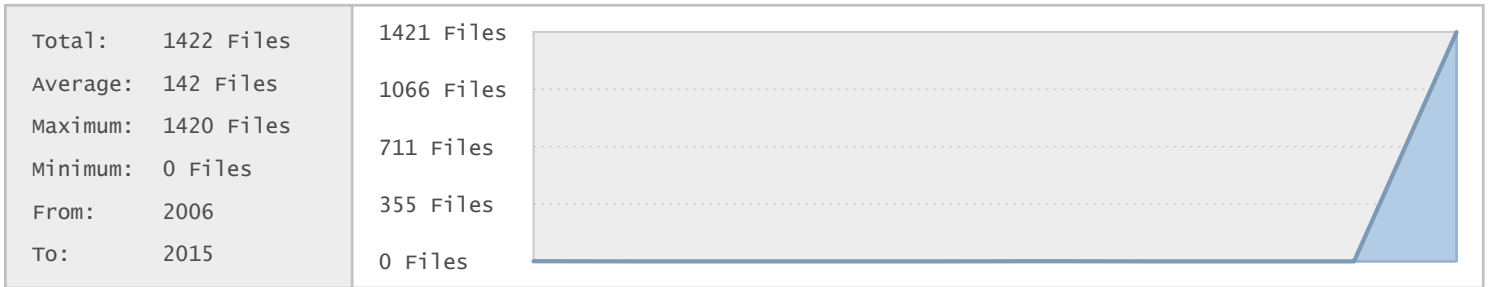 Total: 1422 Files
Average: 142 Files
Maximum: 1420 Files
Minimum: 0 Files
From: 2006
To: 2015
1421 Files
1066 Files
711 Files
355 Files
0 Files